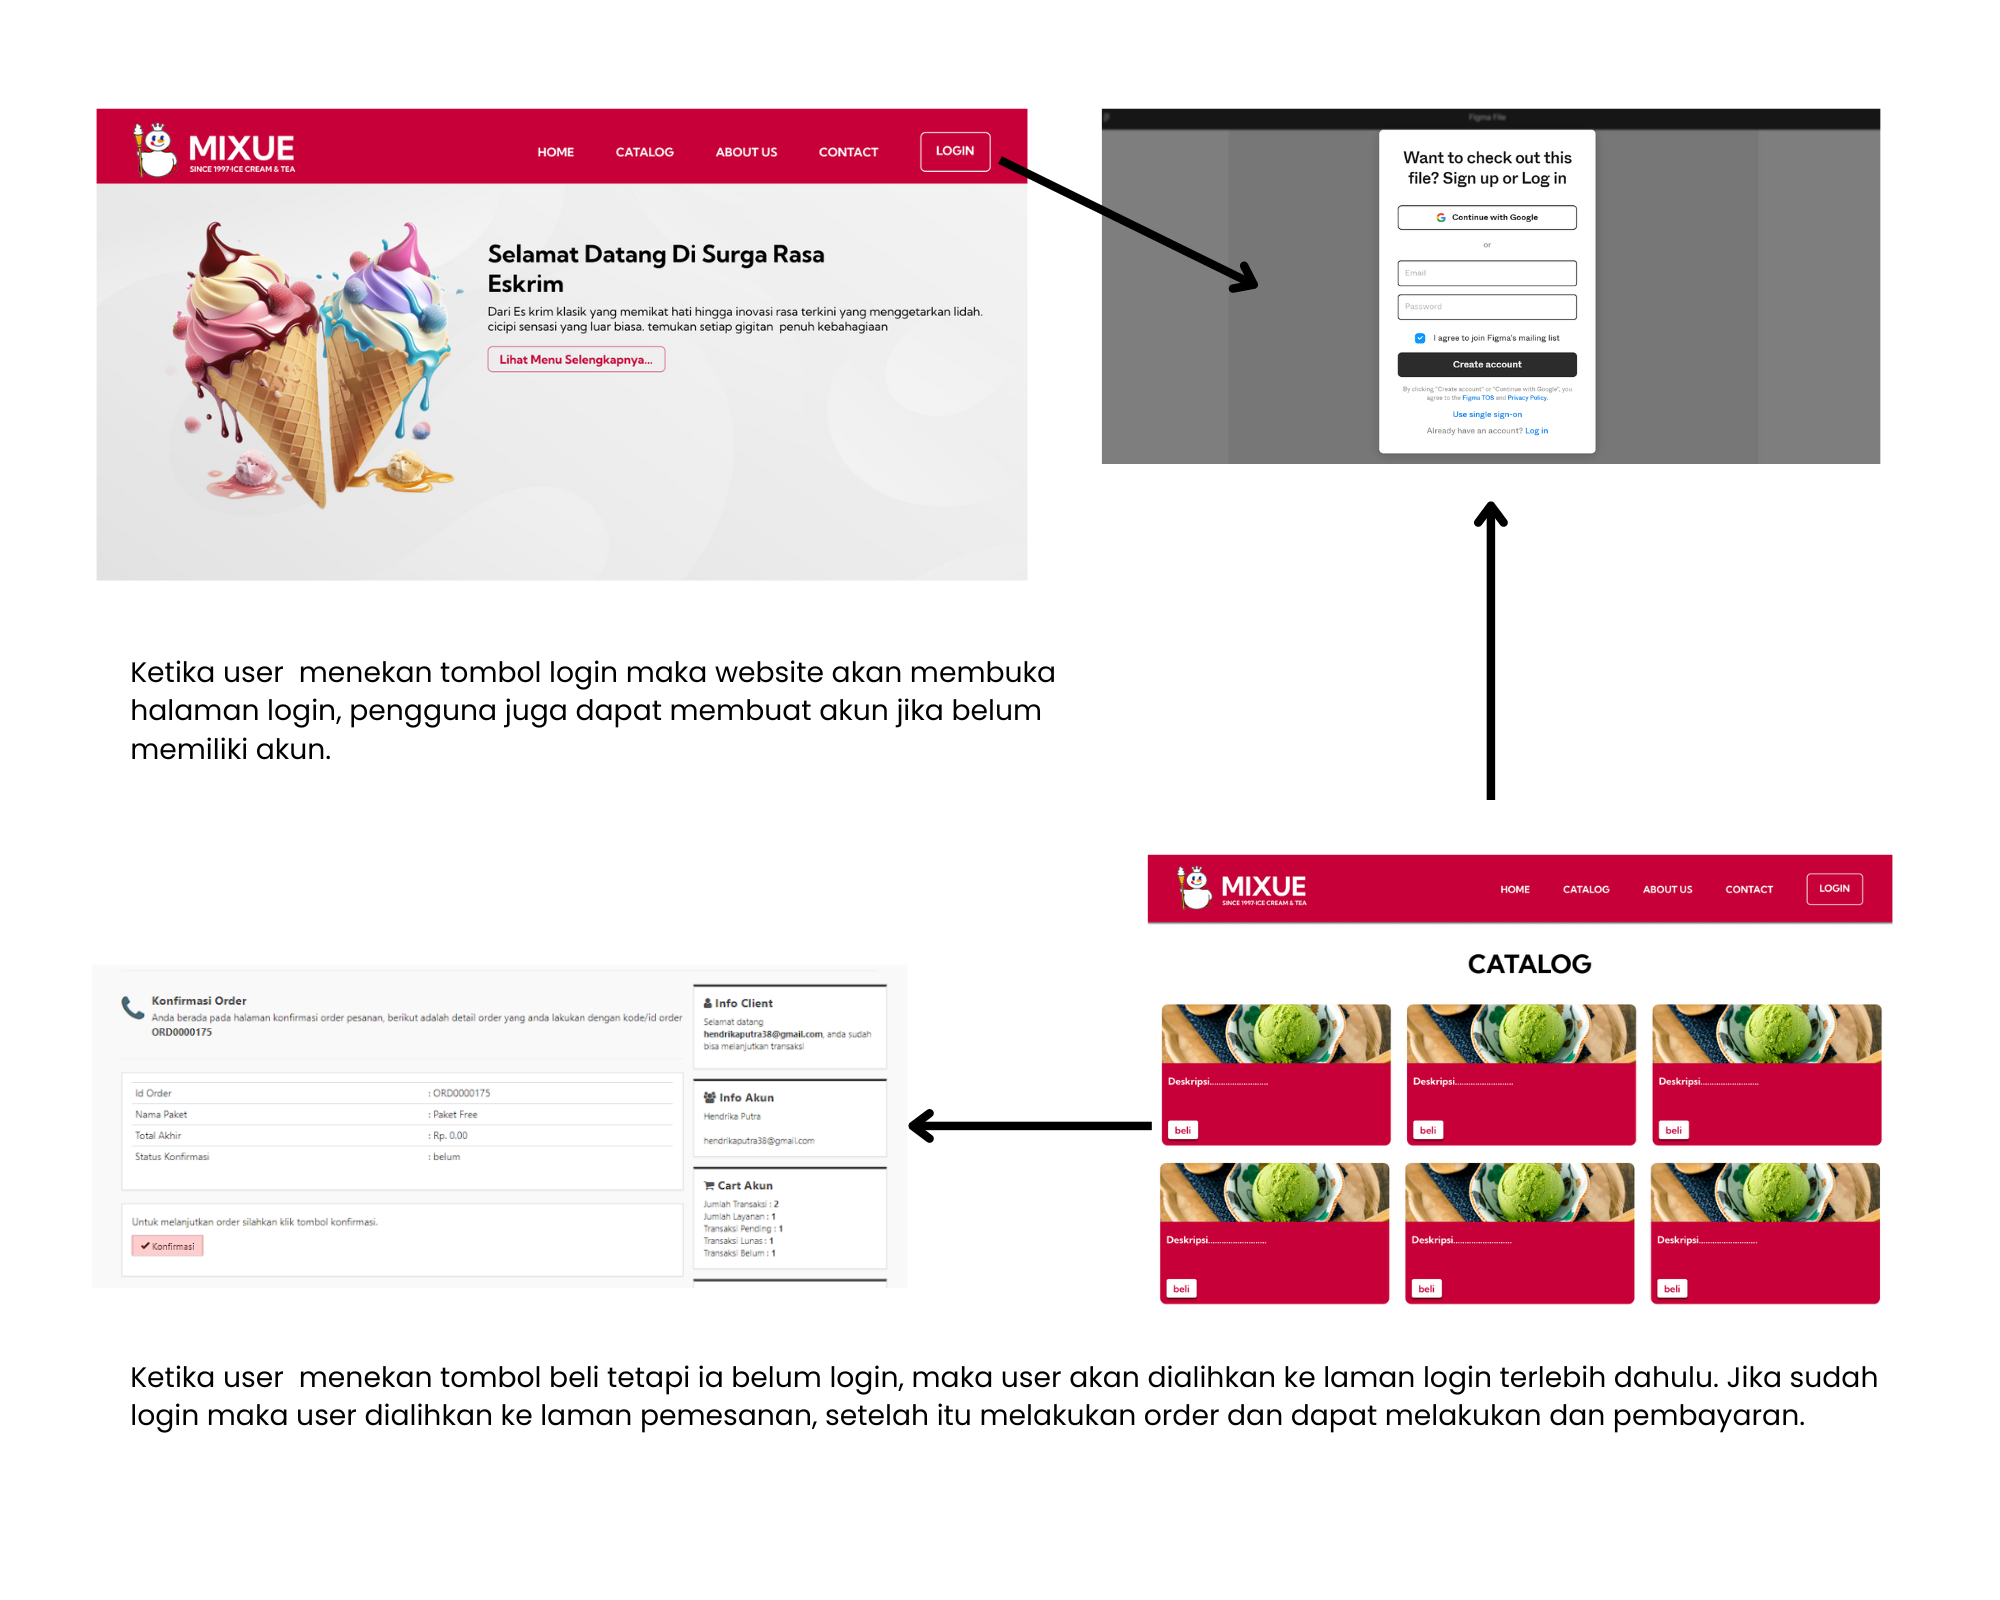 MIXUE
SINCE 1997·ICE CREAM & TEA
HOME
CATALOG
ABOUT US
CONTACT
LOGIN
Selamat Datang Di Surga Rasa
Eskrim
Dari Es krim klasik yang memikat hati hingga inovasi rasa terkini yang menggetarkan lidah.
cicipi sensasi yang luar biasa. temukan setiap gigitan  penuh kebahagiaan
Lihat Menu Selengkapnya...
Figma File
Want to check out this
file? Sign up or Log in
Continue with Google
or
Email
Password
I agree to join Figma's mailing list
Create account
By clicking "Create account" or "Continue with Google", you
agree to the Figma TOS and Privacy Policy.
Use single sign-on
Already have an account? Log in
Ketika user  menekan tombol login maka website akan membuka
halaman login, pengguna juga dapat membuat akun jika belum
memiliki akun.
MIXUE
SINCE 1997·ICE CREAM & TEA
HOME
CATALOG
ABOUT US
CONTACT
LOGIN
CATALOG
Deskripsi..........................
Deskripsi..........................
Deskripsi..........................
beli
beli
beli
Deskripsi..........................
Deskripsi..........................
Deskripsi..........................
beli
beli
beli
Konfirmasi Order
Anda berada pada halaman konfirmasi order pesanan, berikut adalah detail order yang anda lakukan dengan kode/id order
ORD0000175
Id Order : ORD0000175
Nama Paket : Paket Free
Total Akhir : Rp. 0.00
Status Konfirmasi : belum
Untuk melanjutkan order silahkan klik tombol konfirmasi.
Konfirmasi
Info Client
Selamat datang
hendrikaputra38@gmail.com, anda sudah
bisa melanjutkan transaksi
Info Akun
Hendrika Putra
hendrikaputra38@gmail.com
Cart Akun
Jumlah Transaksi : 2
Jumlah Layanan : 1
Transaksi Pending : 1
Transaksi Lunas : 1
Transaksi Belum : 1
Ketika user  menekan tombol beli tetapi ia belum login, maka user akan dialihkan ke laman login terlebih dahulu. Jika sudah
login maka user dialihkan ke laman pemesanan, setelah itu melakukan order dan dapat melakukan dan pembayaran.